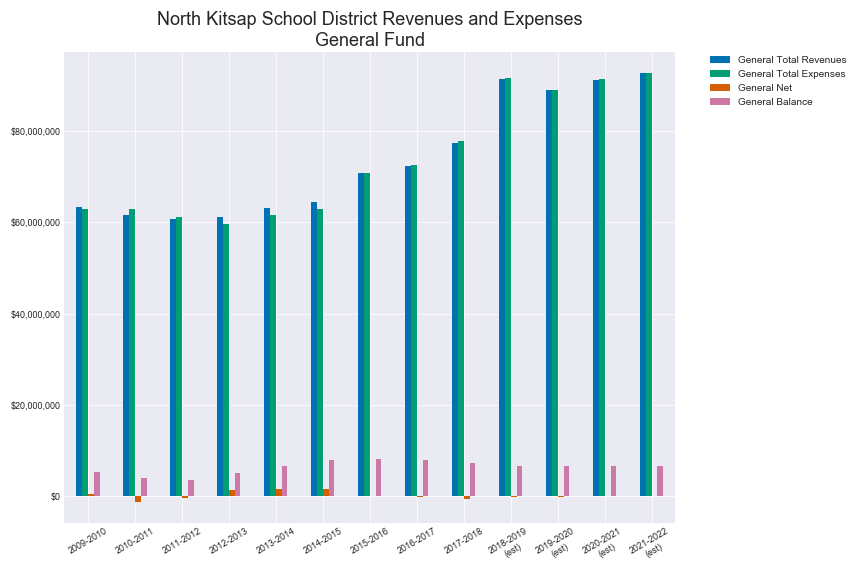 North Kitsap School District Revenues and Expenses
General Fund
General Total Revenues
General Total Expenses
General Net
General Balance
$80,000,000
$60,000,000
$40,000,000
$20,000,000
$0
2009-2010
2010-2011
2011-2012
2012-2013
2013-2014
2014-2015
2015-2016
2016-2017
2017-2018
2018-2019
(est)
2019-2020
(est)
2020-2021
(est)
2021-2022
(est)